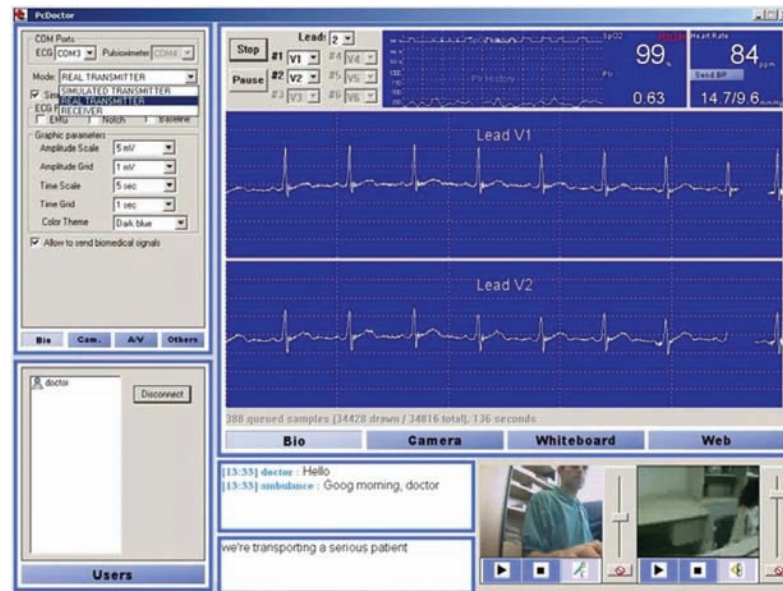 PcDoctor
COM Ports
ECG COM3 Pulsioximeter COM4
Mode: REAL TRANSMITTER
SIMULATED TRANSMITTER
REAL TRANSMITTER
RECEIVER
EMG Notch Baseline
Graphic parameters
Amplitude Scale 5 mV
Amplitude Grid 1 mV
Time Scale 5 sec
Time Grid 1 sec
Color Theme Dark blue
Allow to send biomedical signals
Bio Cam. A/V Others
doctor
Disconnect
Users
Stop
Pause
Leads 2
#1 V1 #4 V4
#2 V2 #5 V5
#3 V3 #6 V6
SpO2
99
Heart Rate
84
Send BP
0.63
14.7/9.6
Lead V1
Lead V2
388 queued samples (34428 drawn / 34816 total), 136 seconds
Bio Camera Whiteboard Web
[13:33] doctor : Hello
[13:33] ambulance : Goog morning, doctor
we're transporting a serious patient